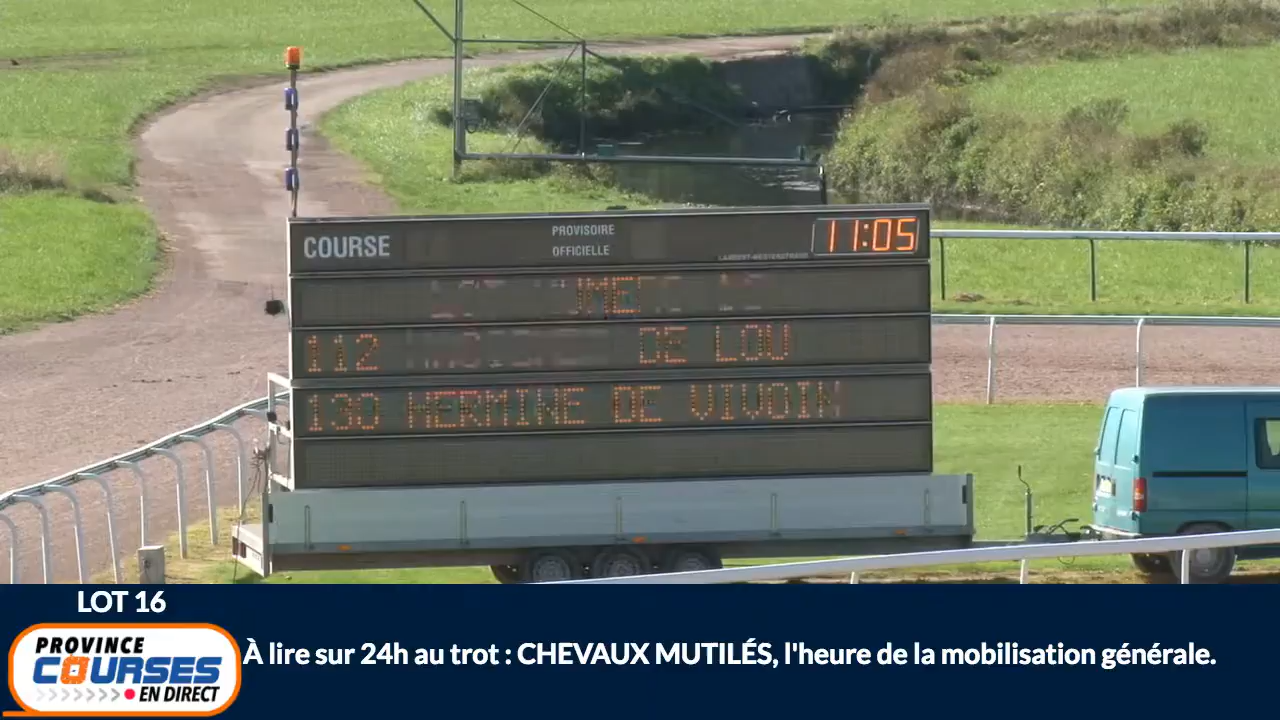 COURSE
PROVISOIRE
OFFICIELLE
11:05
112 DE LOU
130 HERMINE DE VIVOIN
LOT 16
PROVINCE
COURSES
EN DIRECT
À lire sur 24h au trot : CHEVAUX MUTILÉS, l'heure de la mobilisation générale.